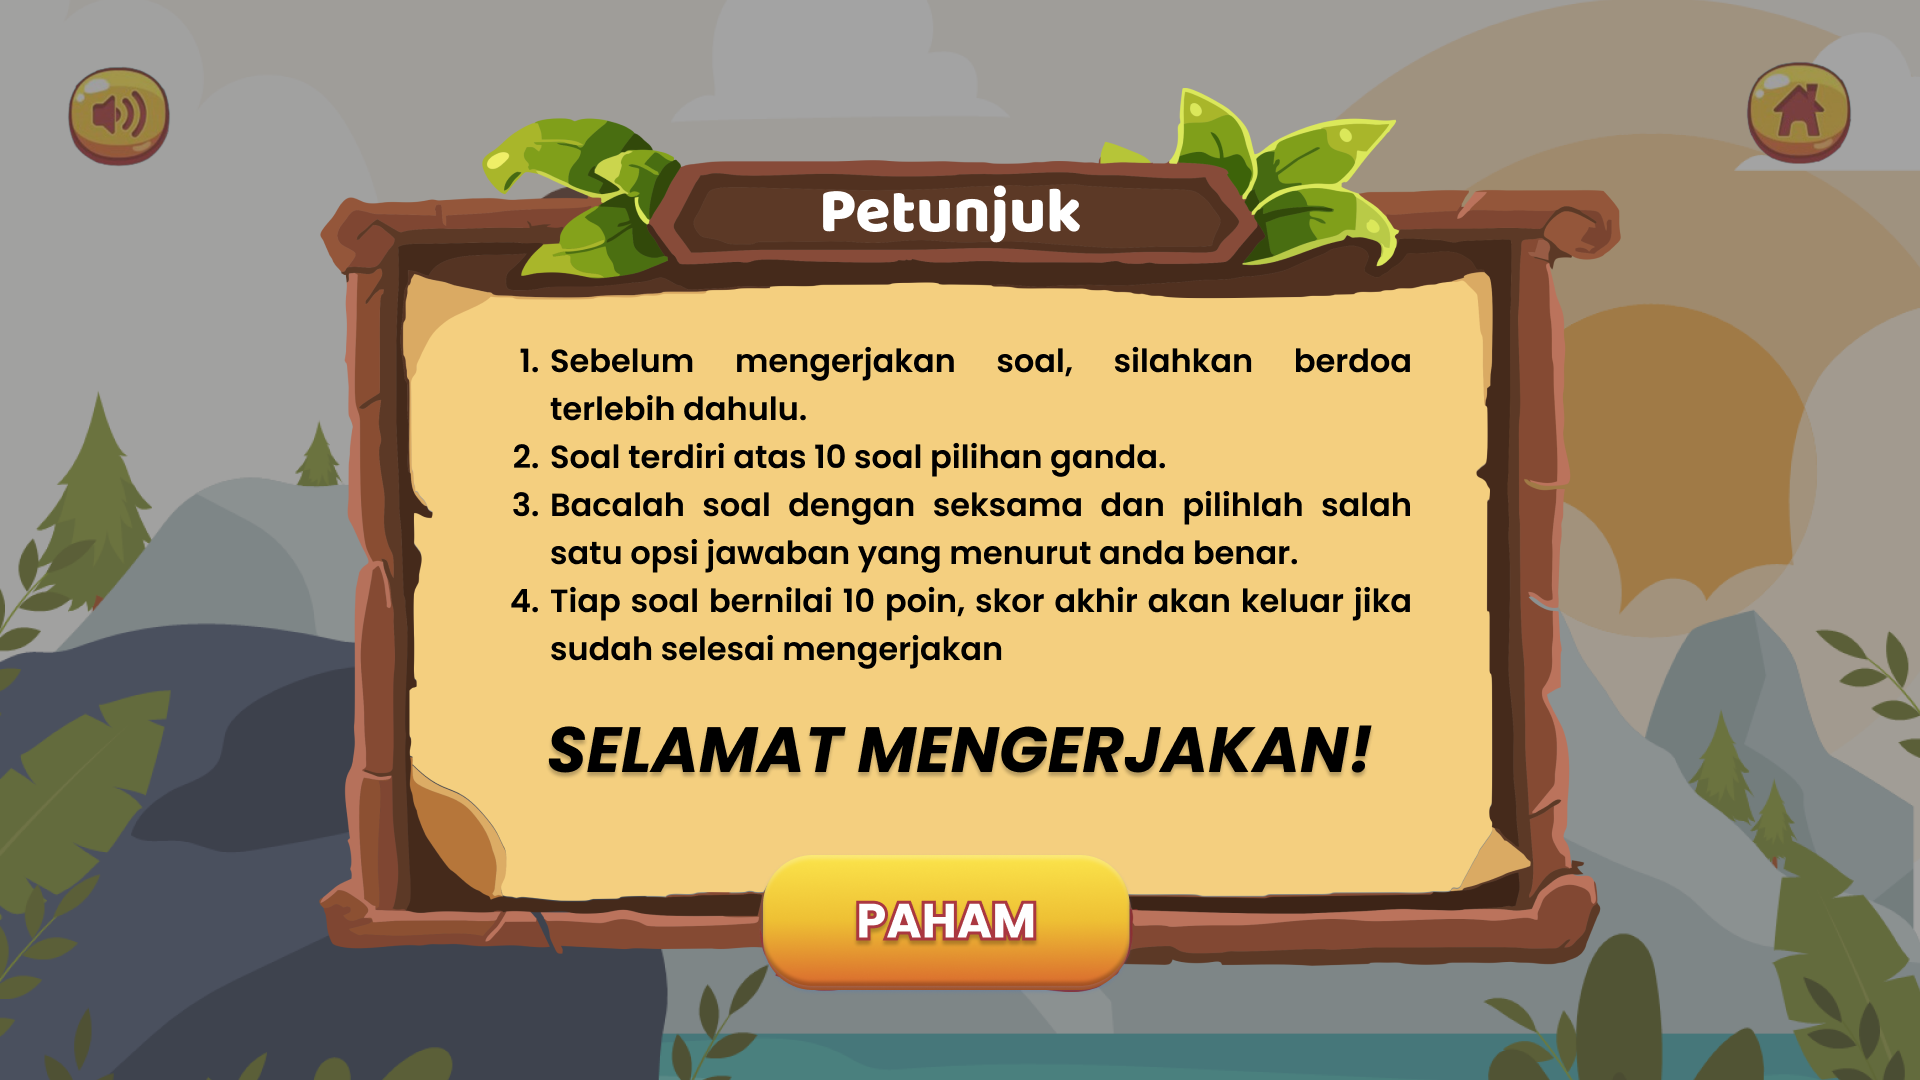 Petunjuk
1. Sebelum mengerjakan soal, silahkan berdoa
terlebih dahulu.
2. Soal terdiri atas 10 soal pilihan ganda.
3. Bacalah soal dengan seksama dan pilihlah salah
satu opsi jawaban yang menurut anda benar.
4. Tiap soal bernilai 10 poin, skor akhir akan keluar jika
sudah selesai mengerjakan
SELAMAT MENGERJAKAN!
PAHAM